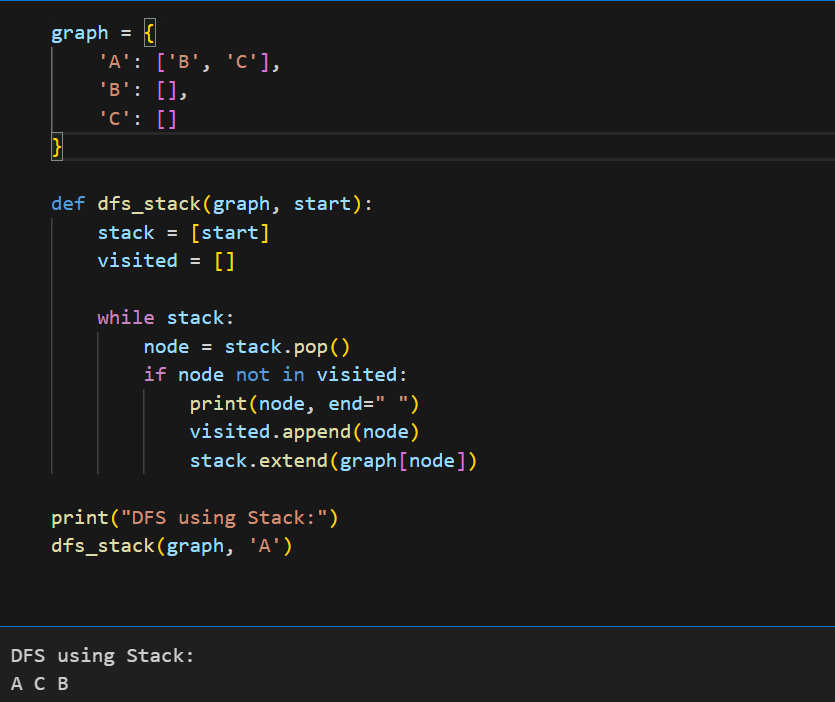 graph = {
    'A': ['B', 'C'],
    'B': [],
    'C': []
}
def dfs_stack(graph, start):
    stack = [start]
    visited = []
    while stack:
        node = stack.pop()
        if node not in visited:
            print(node, end=" ")
            visited.append(node)
            stack.extend(graph[node])
print("DFS using Stack:")
dfs_stack(graph, 'A')
DFS using Stack:
A C B